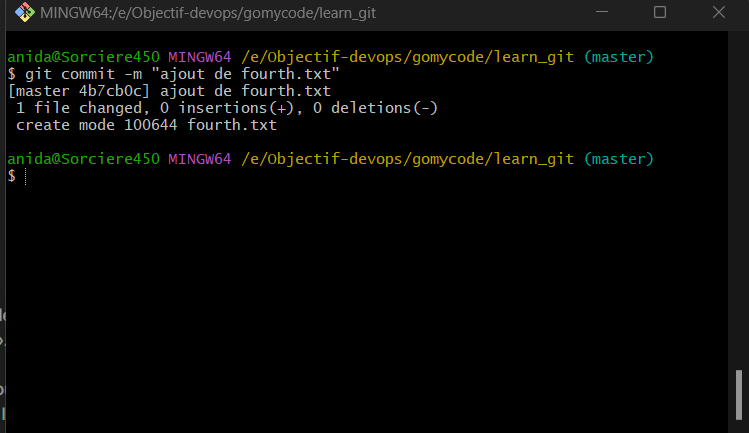 MINGW64:/e/Objectif-devops/gomycode/learn_git
anida@Sorciere450 MINGW64 /e/Objectif-devops/gomycode/learn_git (master)
$ git commit -m "ajout de fourth.txt"
[master 4b7cb0c] ajout de fourth.txt
 1 file changed, 0 insertions(+), 0 deletions(-)
 create mode 100644 fourth.txt
anida@Sorciere450 MINGW64 /e/Objectif-devops/gomycode/learn_git (master)
$